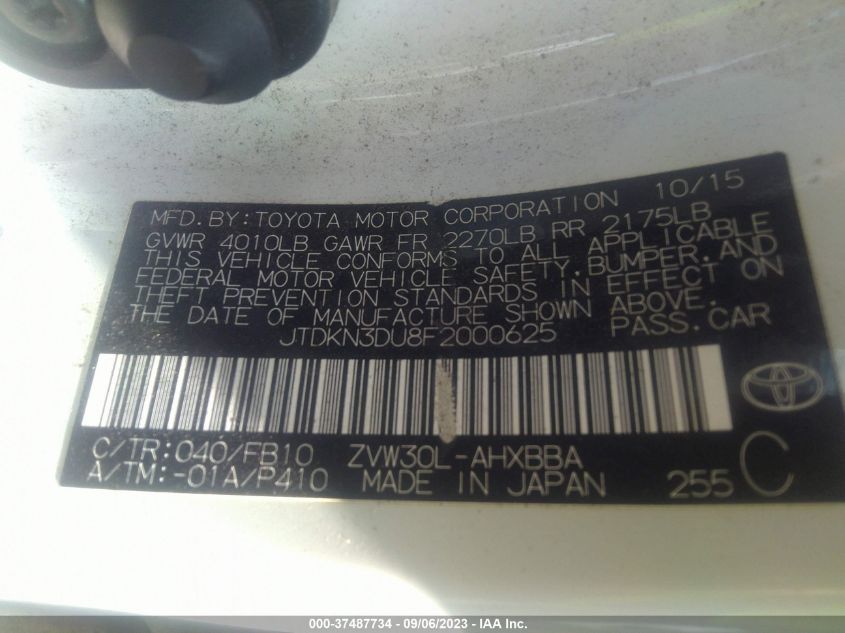 MFD. BY: TOYOTA MOTOR CORPORATION 10/15
GVWR 4010LB GAWR FR 2270LB RR 2175LB
THIS VEHICLE CONFORMS TO ALL APPLICABLE
FEDERAL MOTOR VEHICLE SAFETY, BUMPER, AND
THEFT PREVENTION STANDARDS IN EFFECT ON
THE DATE OF MANUFACTURE SHOWN ABOVE.
JTDKN3DU8F2000625 PASS. CAR
C/TR:040/FB10 ZVW30L-AHXBBA
A/TM:-01A/P410 MADE IN JAPAN 255 C
000-37487734 - 09/06/2023 - IAA Inc.